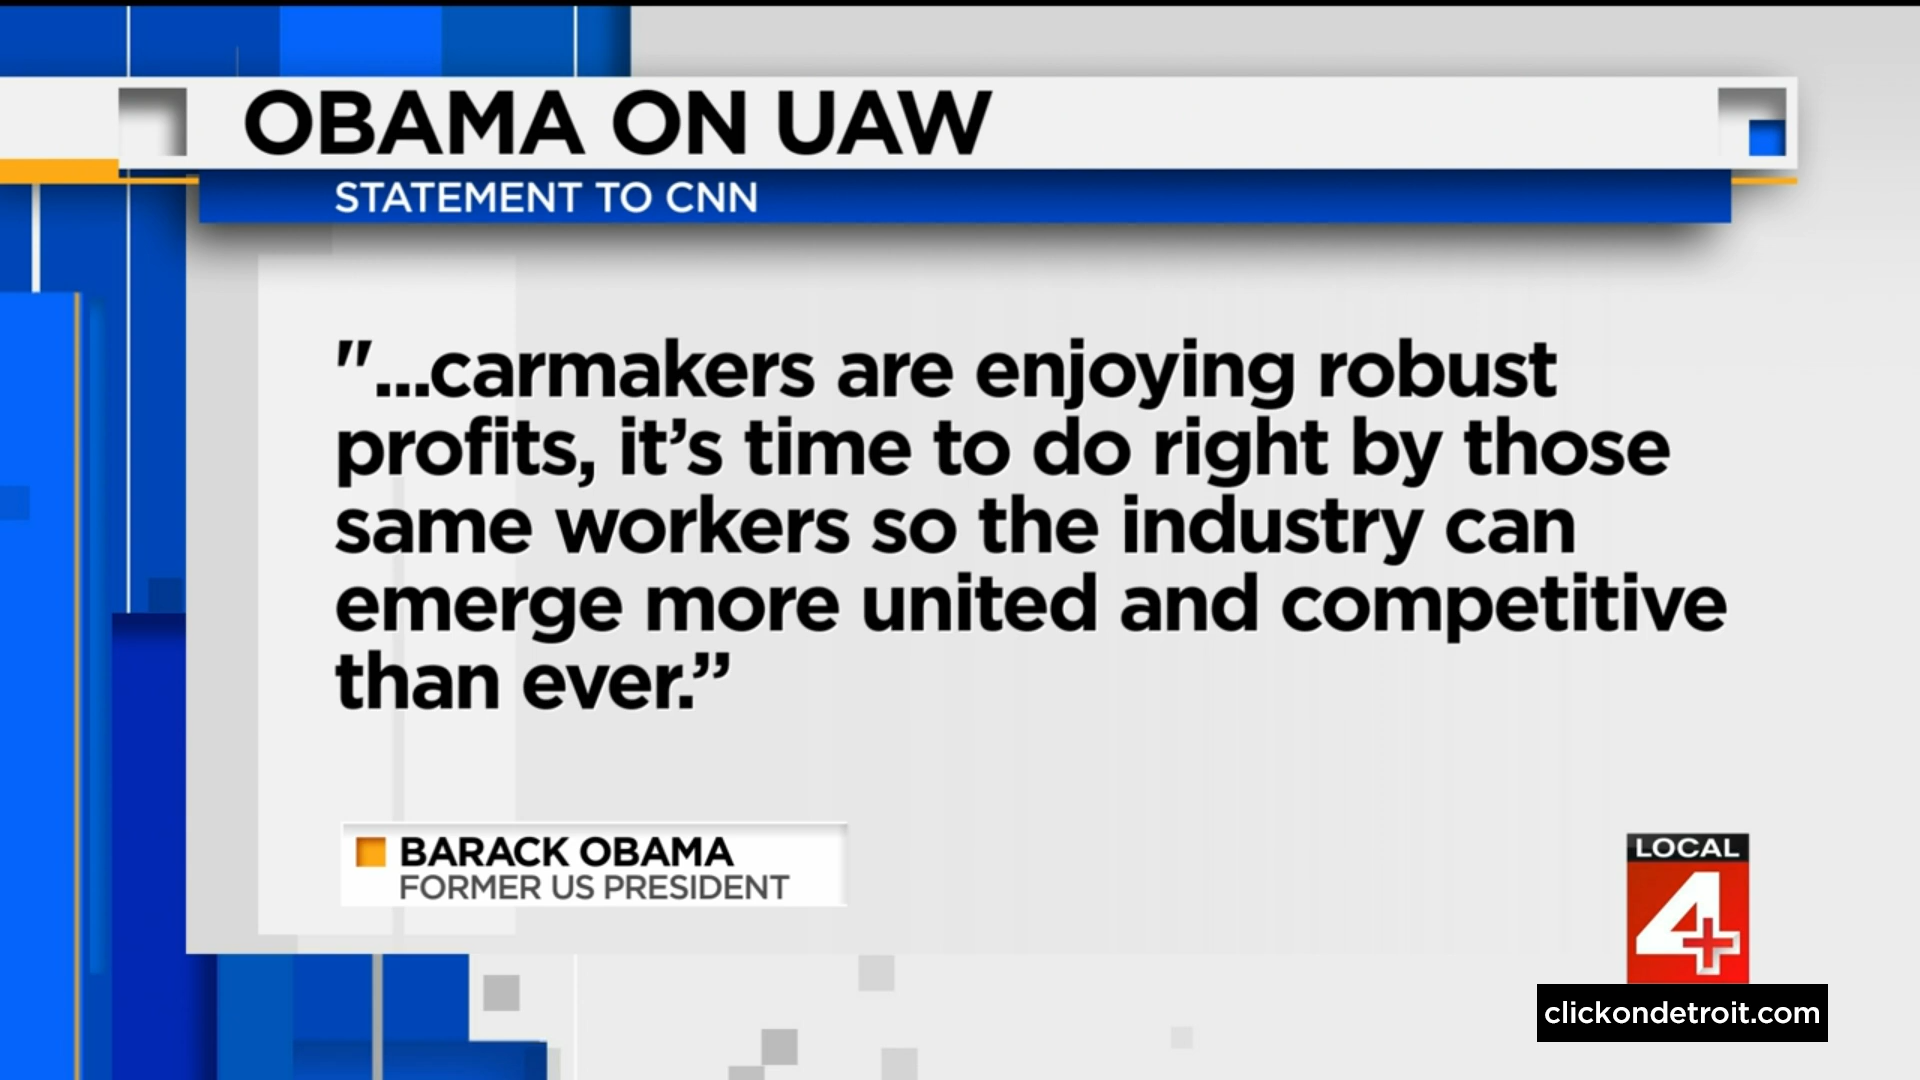 OBAMA ON UAW
STATEMENT TO CNN
"...carmakers are enjoying robust
profits, it’s time to do right by those
same workers so the industry can
emerge more united and competitive
than ever.”
BARACK OBAMA
FORMER US PRESIDENT
LOCAL
4+
clickondetroit.com